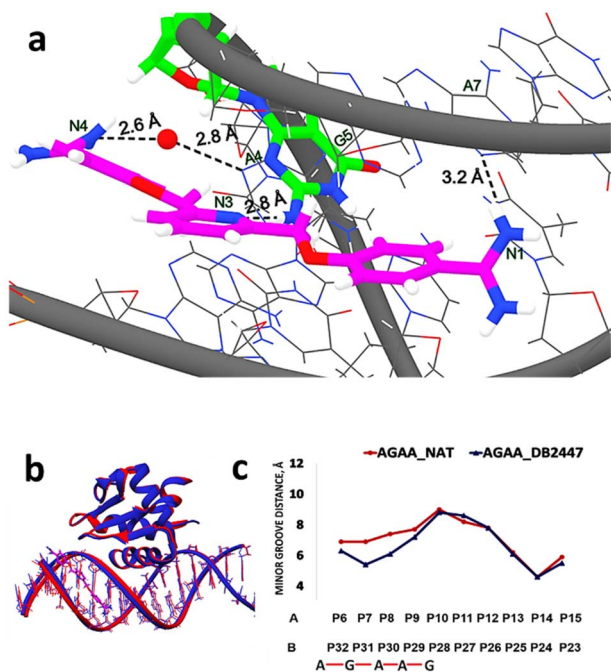 a
N4
2.6 Å
2.8 Å
A4
G5
A7
3.2 Å
N3
2.8 Å
N1
b
c
AGAA_NAT AGAA_DB2447
MINOR GROOVE DISTANCE, Å
12
10
8
6
4
A P6 P7 P8 P9 P10 P11 P12 P13 P14 P15
B P32 P31 P30 P29 P28 P27 P26 P25 P24 P23
A—G—A—A—G